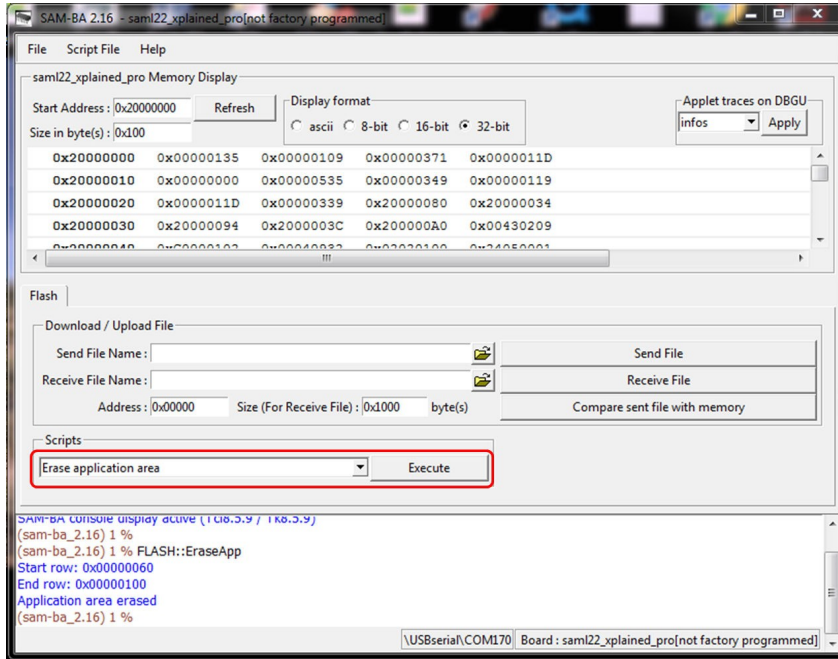 SAM-BA 2.16 - saml22_xplained_pro[not factory programmed]
File Script File Help
saml22_xplained_pro Memory Display
Start Address : 0x20000000 Refresh
Size in byte(s) : 0x100
Display format
ascii 8-bit 16-bit 32-bit
Applet traces on DBGU
infos Apply
0x20000000 0x00000135 0x00000109 0x00000371 0x0000011D
0x20000010 0x00000000 0x00000535 0x00000349 0x00000119
0x20000020 0x0000011D 0x00000339 0x20000080 0x20000034
0x20000030 0x20000094 0x2000003C 0x200000A0 0x00430209
Flash
Download / Upload File
Send File Name : Send File
Receive File Name : Receive File
Address : 0x00000 Size (For Receive File) : 0x1000 byte(s) Compare sent file with memory
Scripts
Erase application area Execute
SAM-BA console display active (Tcl8.5.9 / Tk8.5.9)
(sam-ba_2.16) 1 %
(sam-ba_2.16) 1 % FLASH::EraseApp
Start row: 0x00000060
End row: 0x00000100
Application area erased
(sam-ba_2.16) 1 %
\USBserial\COM170 Board : saml22_xplained_pro[not factory programmed]